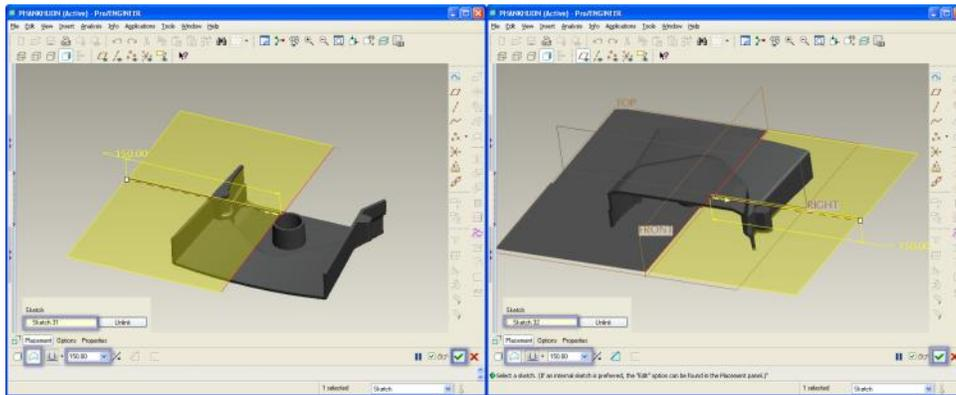 PHANKHUON (Active) - Pro/ENGINEER
File Edit View Insert Analysis Info Applications Tools Window Help
150.00
Sketch
Sketch 31
Unlink
Placement Options Properties
150.00
1 selected
Sketch
PHANKHUON (Active) - Pro/ENGINEER
File Edit View Insert Analysis Info Applications Tools Window Help
TOP
RIGHT
FRONT
150.00
Sketch
Sketch 32
Unlink
Placement Options Properties
150.00
Select a sketch. (If an internal sketch is preferred, the "Edit" option can be found in the Placement panel.)"
1 selected
Sketch